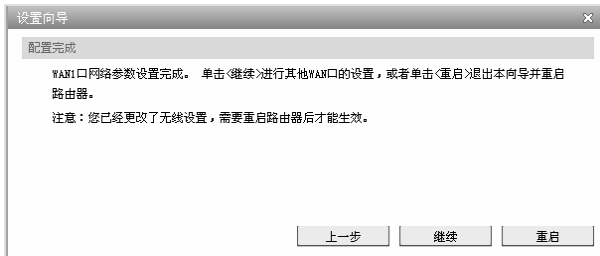 设置向导
配置完成
WAN1口网络参数设置完成。 单击<继续>进行其他WAN口的设置，或者单击<重启>退出本向导并重启
路由器。
注意：您已经更改了无线设置，需要重启路由器后才能生效。
上一步 继续 重启